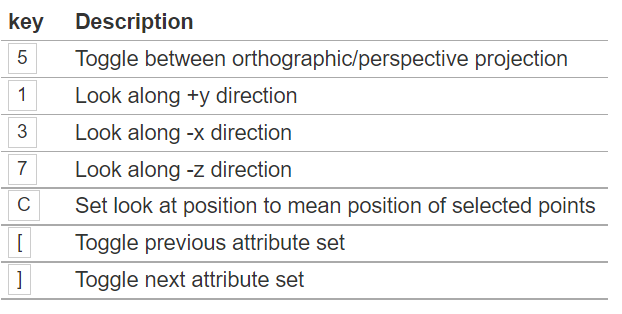 key Description
5 Toggle between orthographic/perspective projection
1 Look along +y direction
3 Look along -x direction
7 Look along -z direction
C Set look at position to mean position of selected points
[ Toggle previous attribute set
] Toggle next attribute set